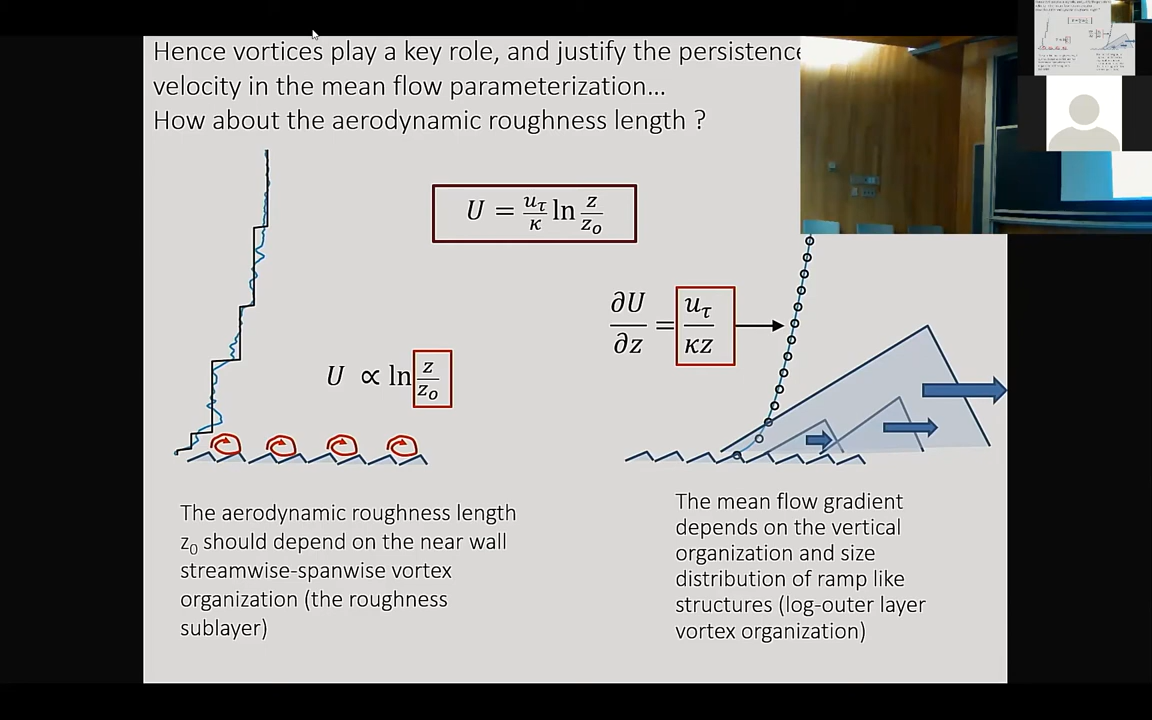 Hence vortices play a key role, and justify the persistence
velocity in the mean flow parameterization...
How about the aerodynamic roughness length ?
U = u_τ/κ ln z/z_o
∂U/∂z = u_τ/κz
U ∝ ln z/z_o
The aerodynamic roughness length
z₀ should depend on the near wall
streamwise-spanwise vortex
organization (the roughness
sublayer)
The mean flow gradient
depends on the vertical
organization and size
distribution of ramp like
structures (log-outer layer
vortex organization)